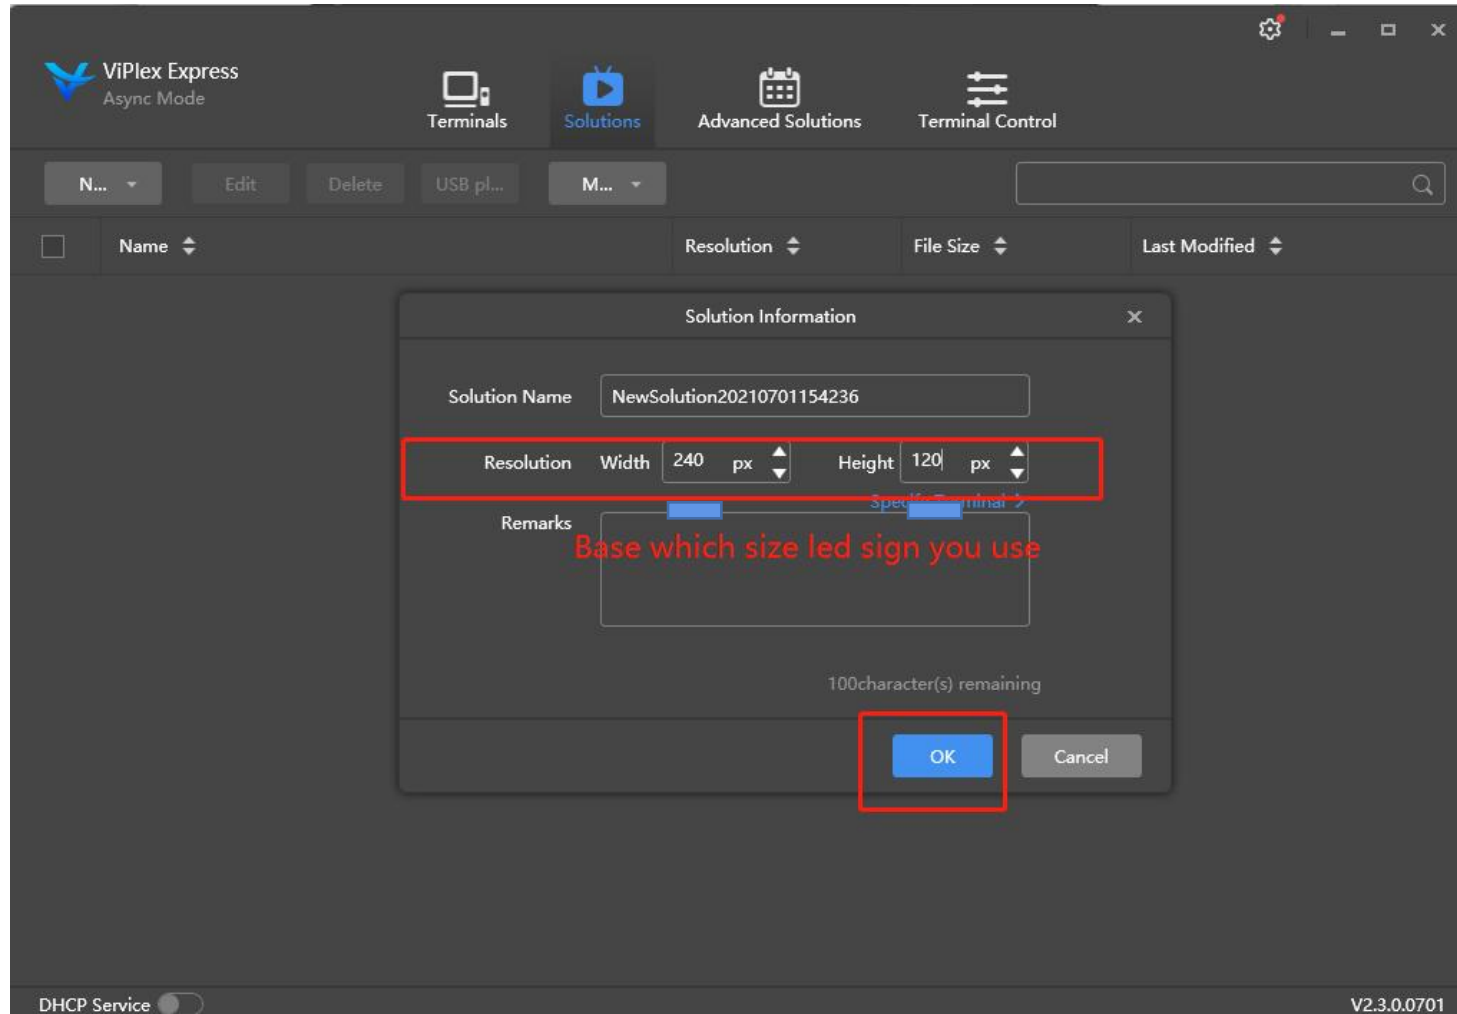 ViPlex Express
Async Mode
Terminals
Solutions
Advanced Solutions
Terminal Control
N...
Edit
Delete
USB pl...
M...
Name
Resolution
File Size
Last Modified
Solution Information
Solution Name
NewSolution20210701154236
Resolution Width 240 px Height 120 px
Remarks
Base which size led sign you use
100character(s) remaining
OK
Cancel
DHCP Service
V2.3.0.0701